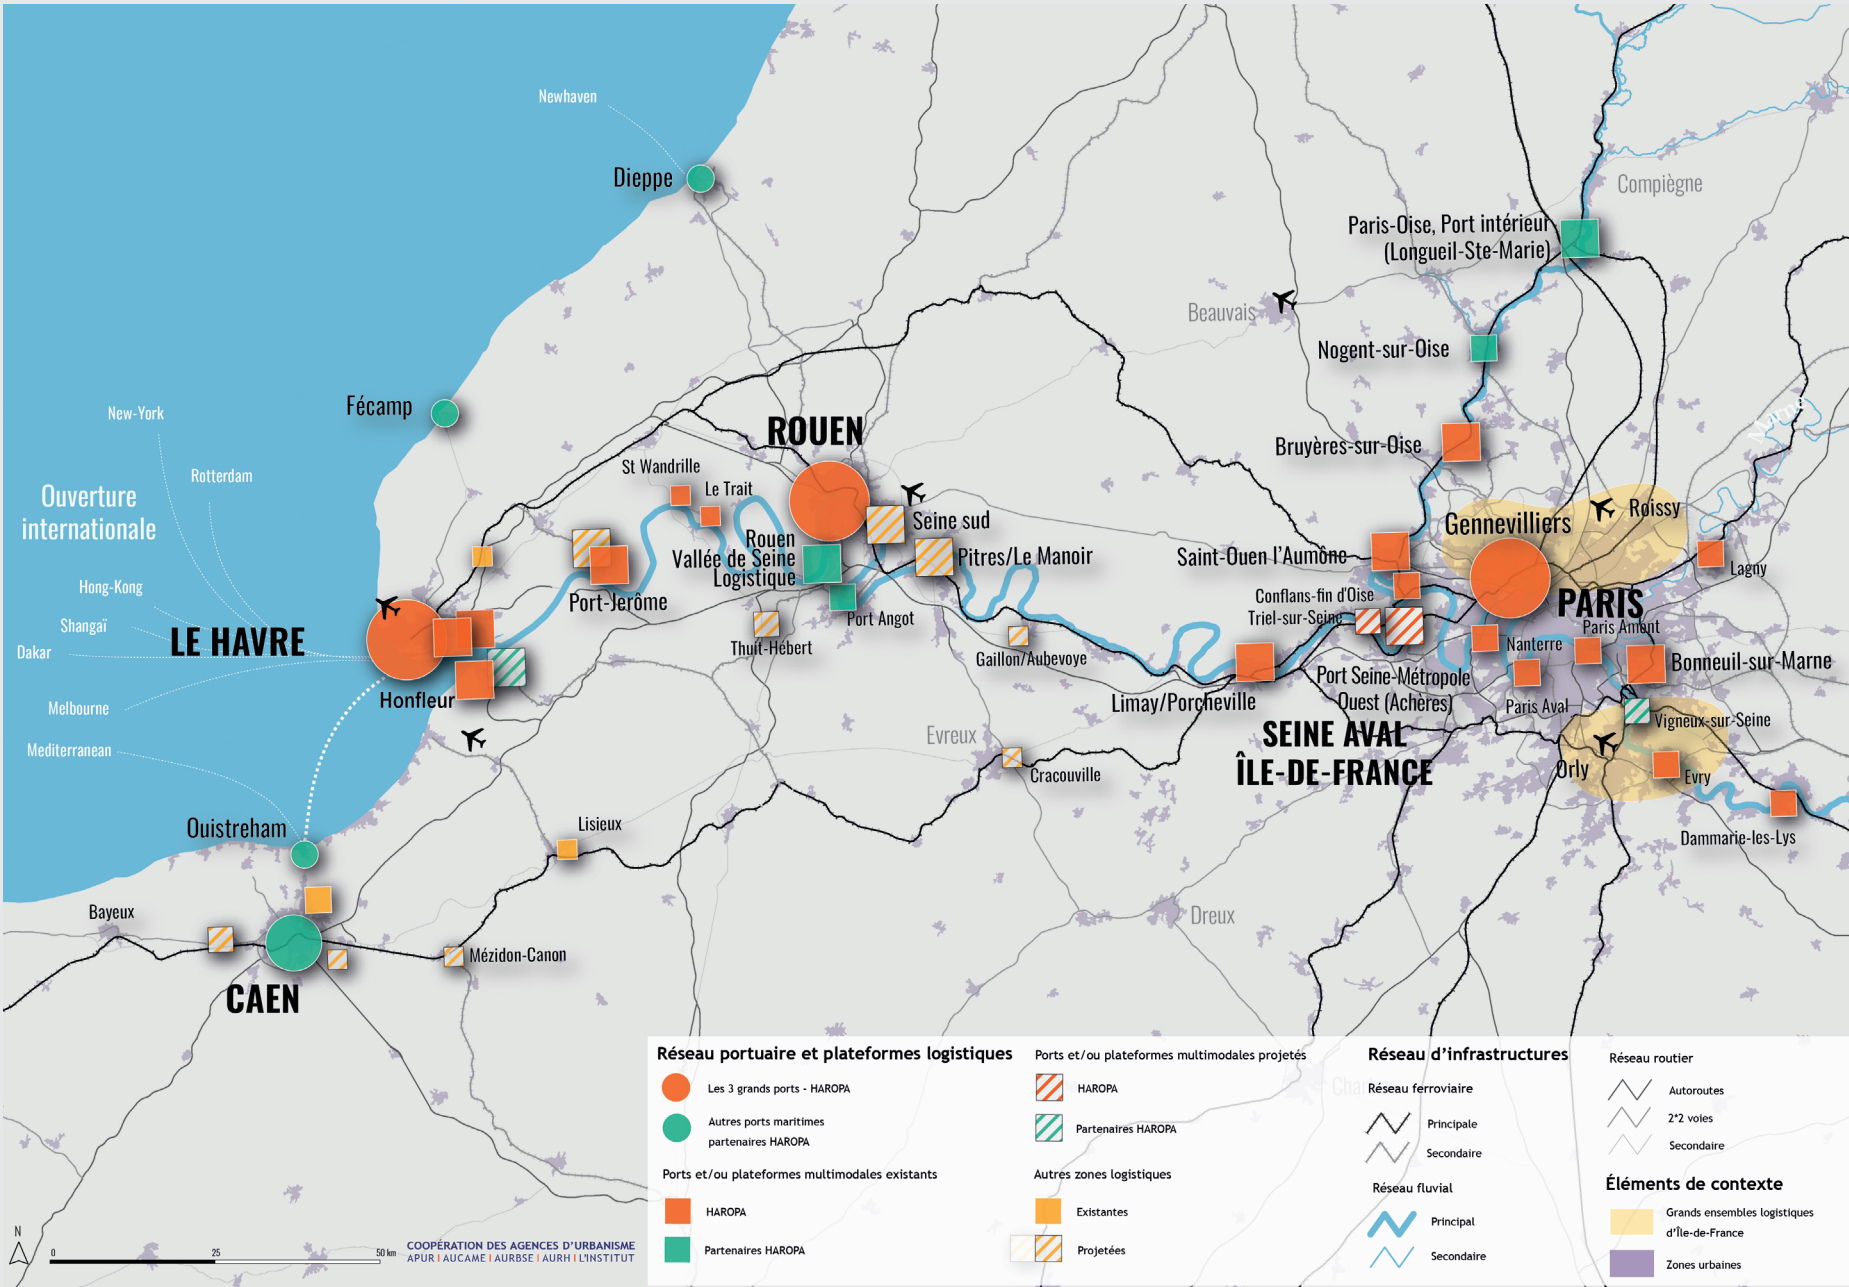 Newhaven
Dieppe
Compiègne
Paris-Oise, Port intérieur
(Longueil-Ste-Marie)
Beauvais
Nogent-sur-Oise
Fécamp
Marne
New-York
ROUEN
Bruyères-sur-Oise
St Wandrille
Rotterdam
Le Trait
Ouverture
internationale
Roissy
Seine sud
Gennevilliers
Rouen
Vallée de Seine
Logistique
Pitres/Le Manoir
Saint-Ouen l'Aumône
Lagny
Hong-Kong
Port-Jerôme
Conflans-fin d'Oise
PARIS
Port Angot
Triel-sur-Seine
Shangaï
Paris Amont
LE HAVRE
Thuit-Hébert
Nanterre
Dakar
Gaillon/Aubevoye
Bonneuil-sur-Marne
Port Seine-Métropole
Ouest (Achères)
Honfleur
Limay/Porcheville
Melbourne
Paris Aval
Vigneux-sur-Seine
Evreux
SEINE AVAL
ÎLE-DE-FRANCE
Mediterranean
Orly
Cracouville
Evry
Ouistreham
Lisieux
Dammarie-les-Lys
Bayeux
Dreux
Mézidon-Canon
CAEN
Réseau portuaire et plateformes logistiques
Les 3 grands ports - HAROPA
Autres ports maritimes
partenaires HAROPA
Ports et/ou plateformes multimodales existants
HAROPA
Partenaires HAROPA
Ports et/ou plateformes multimodales projetés
HAROPA
Partenaires HAROPA
Autres zones logistiques
Existantes
Projetées
Réseau d'infrastructures
Réseau ferroviaire
Principale
Secondaire
Réseau fluvial
Principal
Secondaire
Réseau routier
Autoroutes
2*2 voies
Secondaire
Éléments de contexte
Grands ensembles logistiques
d'Île-de-France
Zones urbaines
N
0 25 50 km
COOPÉRATION DES AGENCES D'URBANISME
APUR | AUCAME | AURBSE | AURH | L'INSTITUT